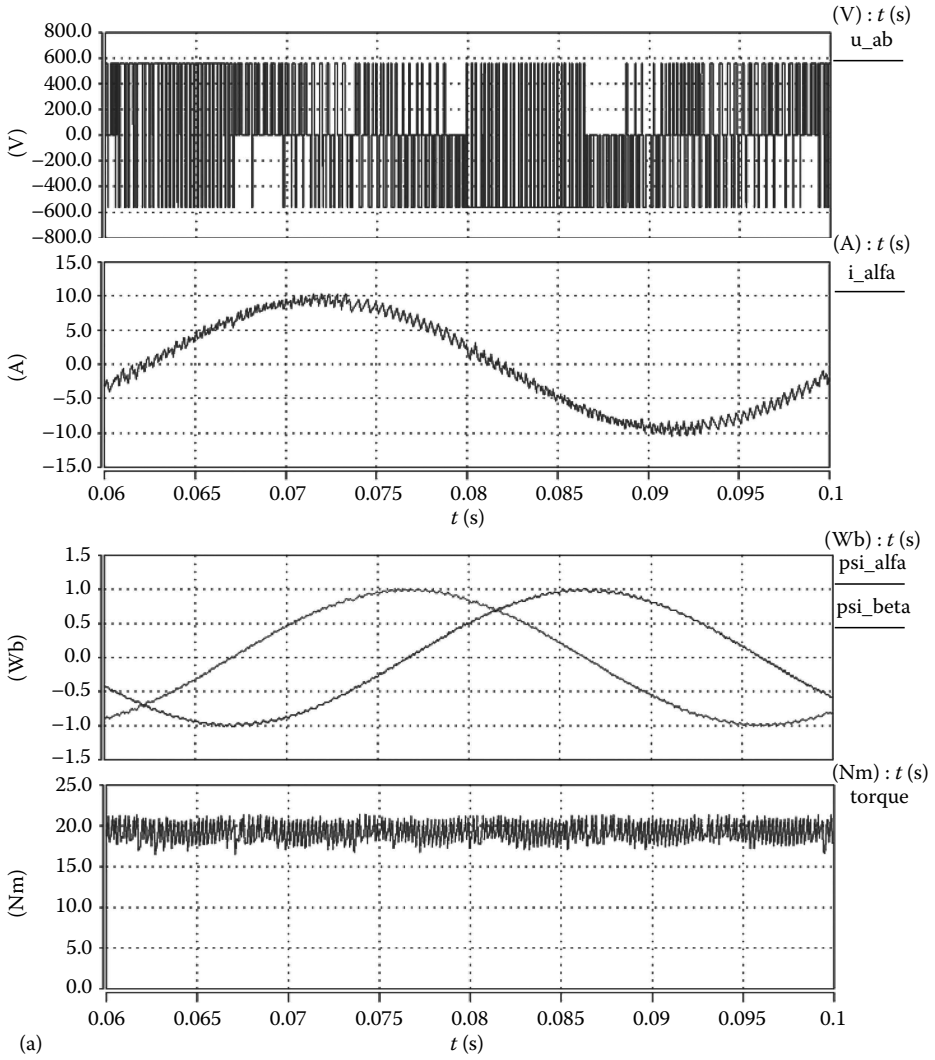 (V) : t (s)
u_ab
800.0
600.0
400.0
200.0
0.0
−200.0
−400.0
−600.0
−800.0
(V)
(A) : t (s)
i_alfa
15.0
10.0
5.0
0.0
−5.0
−10.0
−15.0
(A)
0.06 0.065 0.07 0.075 0.08 0.085 0.09 0.095 0.1
t (s)
(Wb) : t (s)
psi_alfa
psi_beta
1.5
1.0
0.5
0.0
−0.5
−1.0
−1.5
(Wb)
(Nm) : t (s)
torque
25.0
20.0
15.0
10.0
5.0
0.0
(Nm)
0.06 0.065 0.07 0.075 0.08 0.085 0.09 0.095 0.1
(a)
t (s)